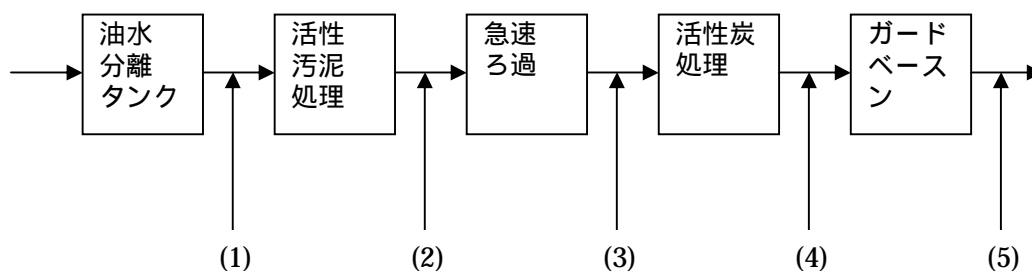 油水
分離
タンク
活性
汚泥
処理
急速
ろ過
活性炭
処理
ガード
ベース
ン
(1)
(2)
(3)
(4)
(5)